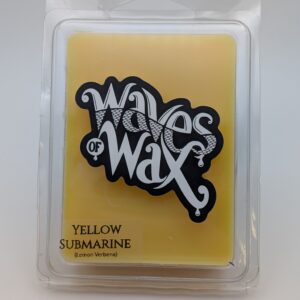 Waves
OF
Wax
YELLOW
SUBMARINE
(Lemon Verbena)